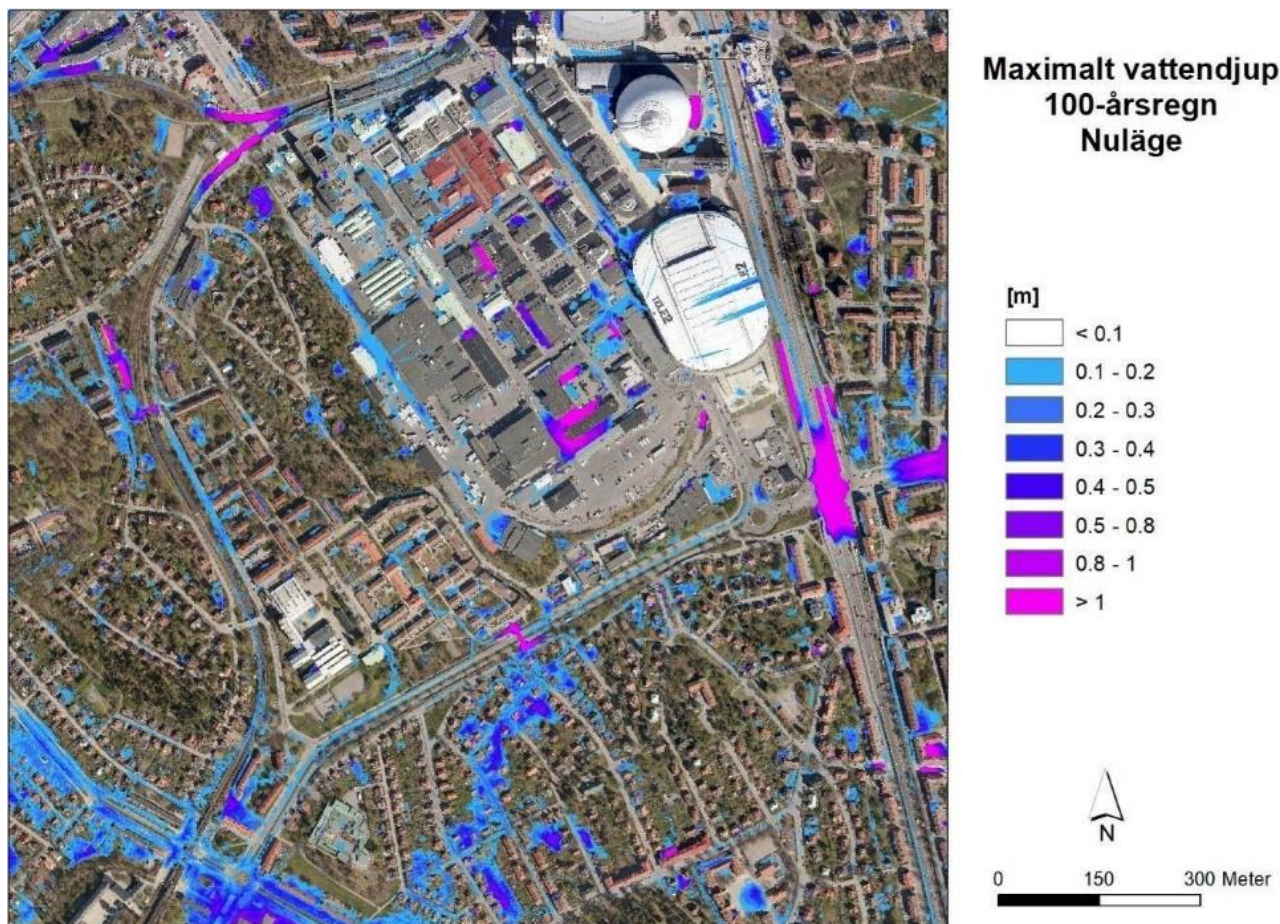 Maximalt vattendjup
100-årsregn
Nuläge
[m]
< 0.1
0.1 - 0.2
0.2 - 0.3
0.3 - 0.4
0.4 - 0.5
0.5 - 0.8
0.8 - 1
> 1
N
0 150 300 Meter
TELE2